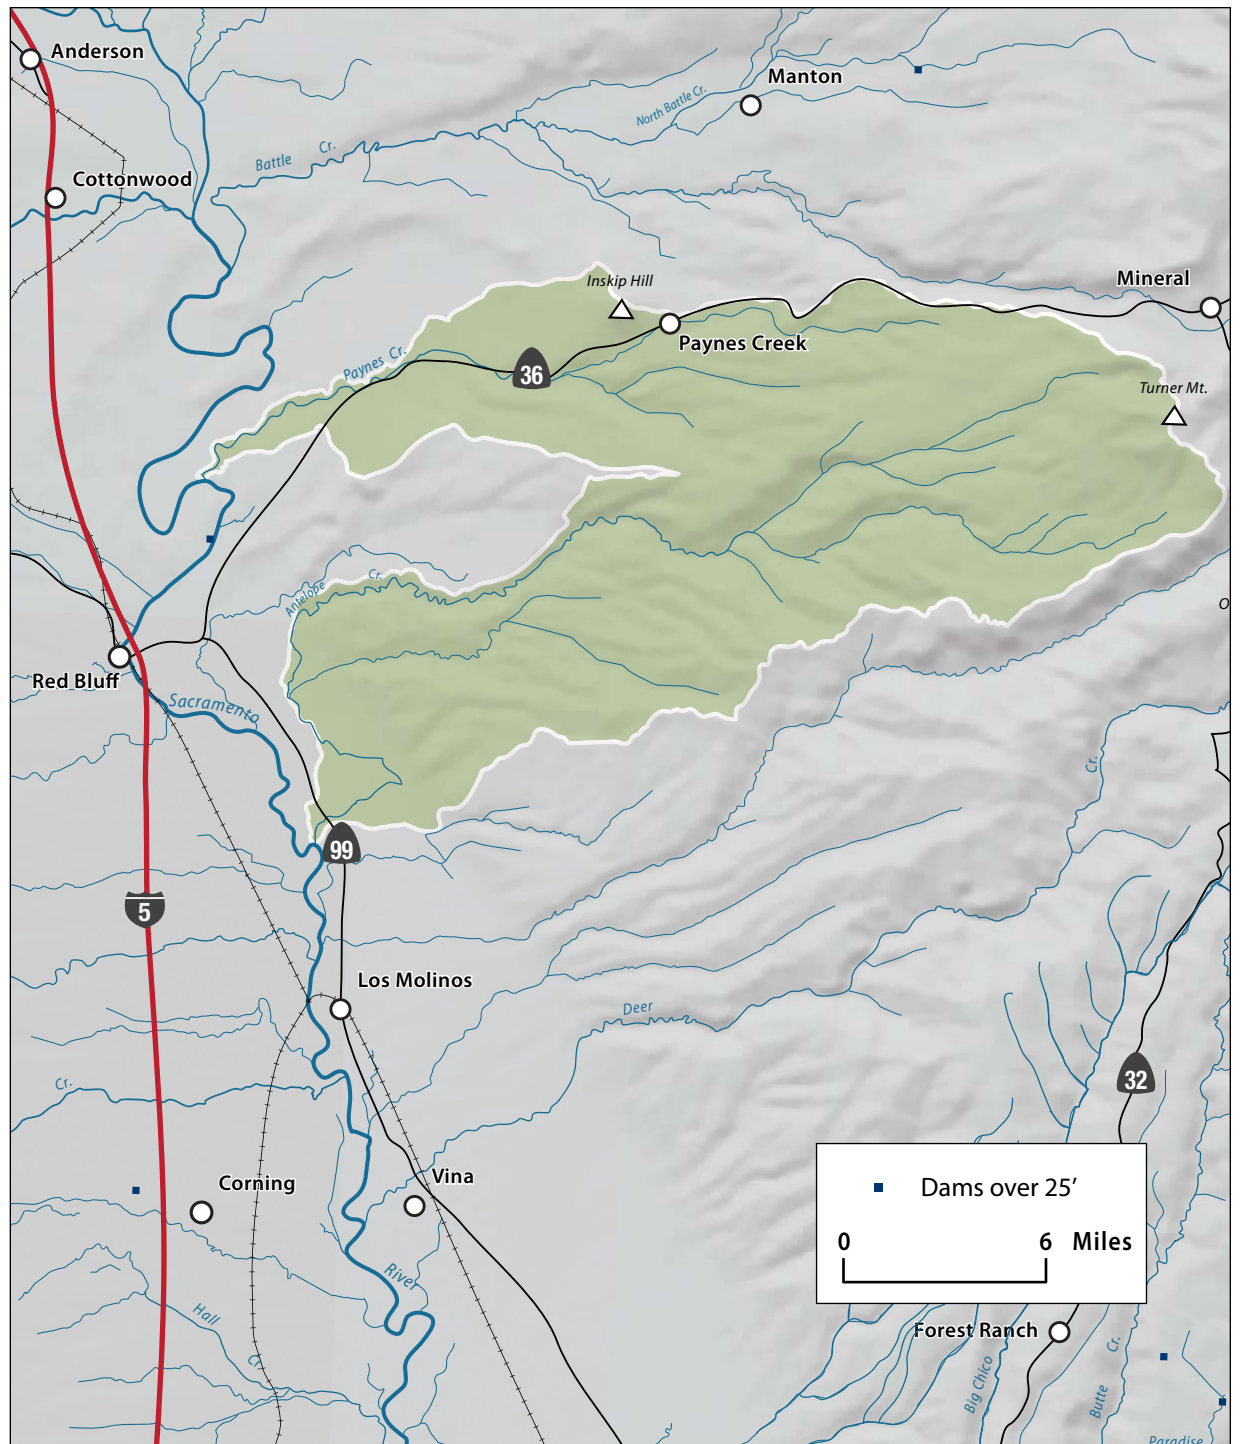 Anderson
Manton
North Battle Cr.
Battle Cr.
Cottonwood
Inskip Hill
Mineral
Paynes Creek
Paynes Cr.
36
Turner Mt.
Antelope Cr.
O
Red Bluff
Sacramento
Cr.
99
5
Los Molinos
Deer
Cr.
32
Corning
Vina
Dams over 25’
0 6 Miles
River
Hall
Cr.
Forest Ranch
Big Chico
Butte Cr.
Paradise